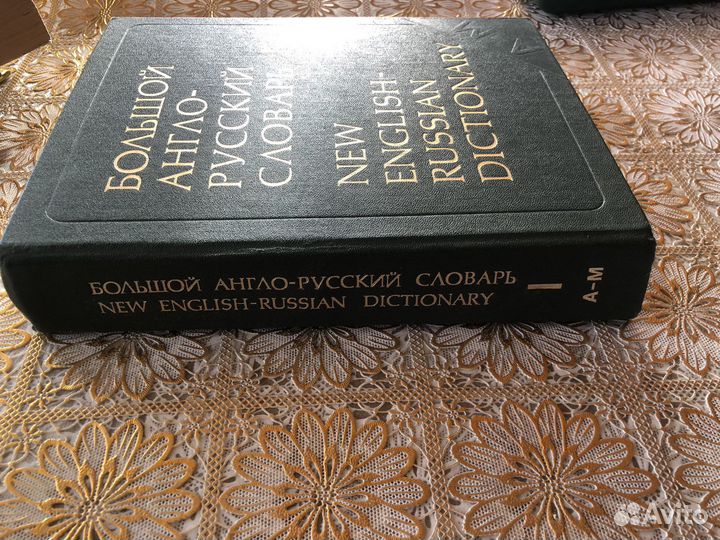 БОЛЬШОЙ
АНГЛО-
РУССКИЙ
СЛОВАРЬ
NEW
ENGLISH-
RUSSIAN
DICTIONARY
БОЛЬШОЙ АНГЛО-РУССКИЙ СЛОВАРЬ
NEW ENGLISH-RUSSIAN DICTIONARY
I
А–М
Avito